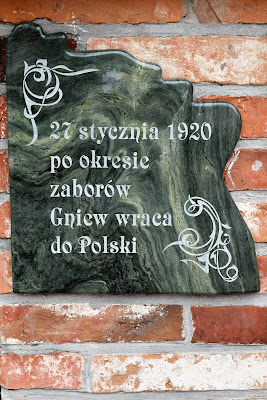 27 stycznia 1920
po okresie
zaborów
Gniew wraca
do Polski